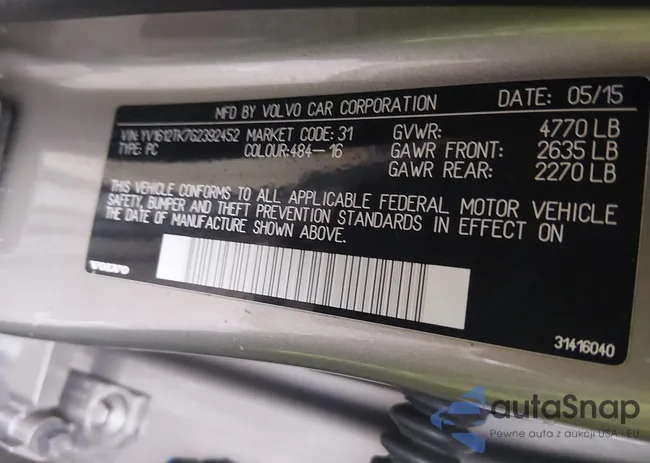 MFD BY VOLVO CAR CORPORATION DATE: 05/15
VIN: YV1612TK7G2392452 MARKET CODE: 31 GVWR: 4770 LB
TYPE: PC COLOUR: 484-16 GAWR FRONT: 2635 LB
GAWR REAR: 2270 LB
THIS VEHICLE CONFORMS TO ALL APPLICABLE FEDERAL MOTOR VEHICLE
SAFETY, BUMPER AND THEFT PREVENTION STANDARDS IN EFFECT ON
THE DATE OF MANUFACTURE SHOWN ABOVE.
VOLVO
31416040
autaSnap
Pewne auta z aukcji USA i EU